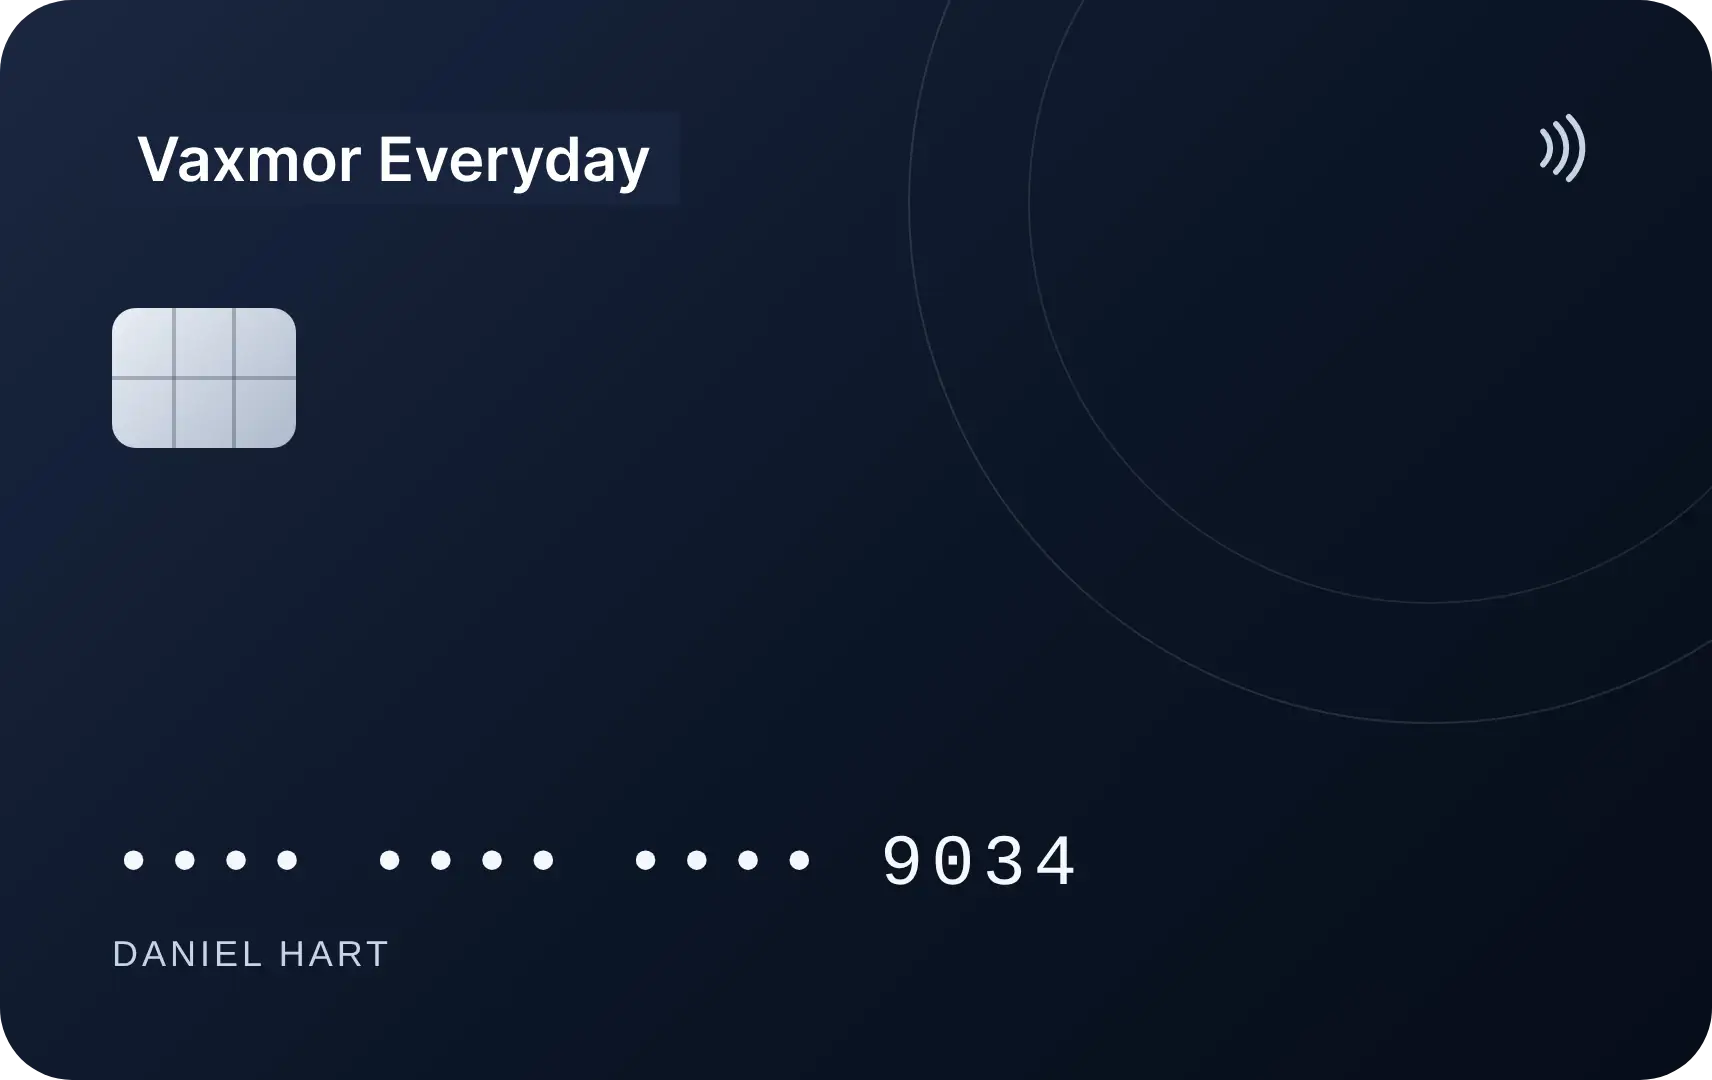 Vaxmor Everyday
•••• •••• •••• 9034
DANIEL HART